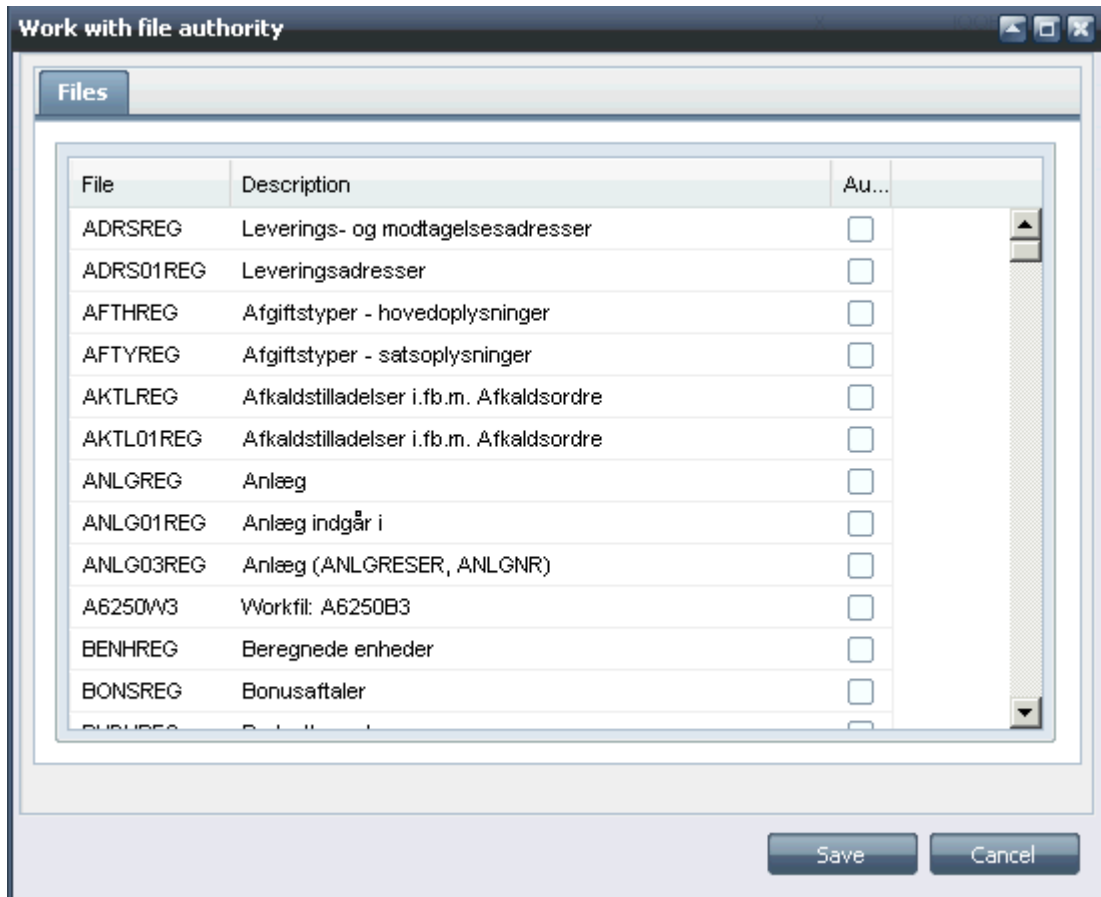 Work with file authority
Files
File Description Au...
ADRSREG Leverings- og modtagelsesadresser
ADRS01REG Leveringsadresser
AFTHREG Afgiftstyper - hovedoplysninger
AFTYREG Afgiftstyper - satsoplysninger
AKTLREG Afkaldstilladelser i.fb.m. Afkaldsordre
AKTL01REG Afkaldstilladelser i.fb.m. Afkaldsordre
ANLGREG Anlæg
ANLG01REG Anlæg indgår i
ANLG03REG Anlæg (ANLGRESER, ANLGNR)
A6250W3 Workfil: A6250B3
BENHREG Beregnede enheder
BONSREG Bonusaftaler
Save Cancel